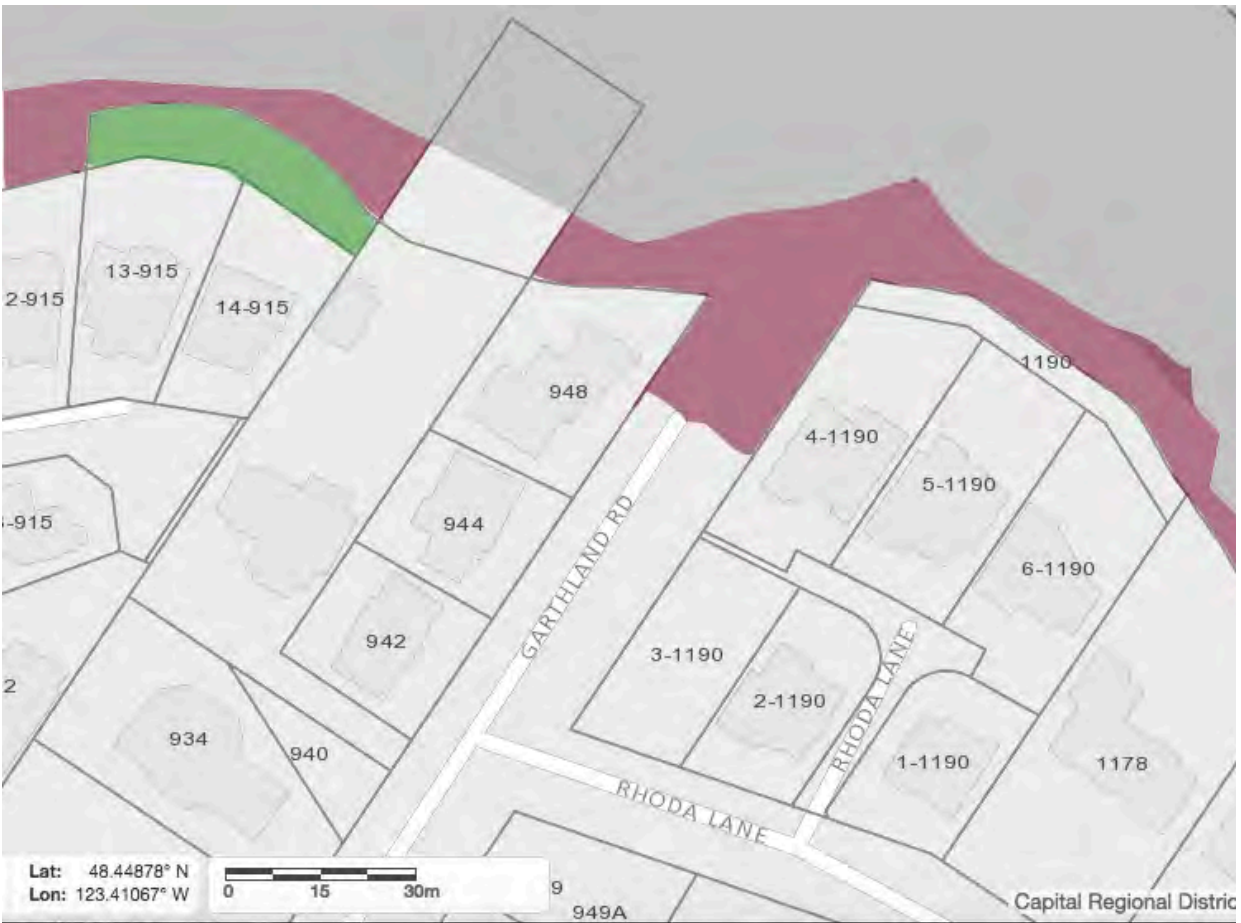 13-915
2-915
14-915
1190
948
4-1190
5-1190
-915
944
6-1190
GARTHLAND RD
942
3-1190
RHODA LANE
2
2-1190
934
940
1-1190
1178
RHODA LANE
Lat: 48.44878° N
Lon: 123.41067° W
0 15 30m
9
949A
Capital Regional Distric